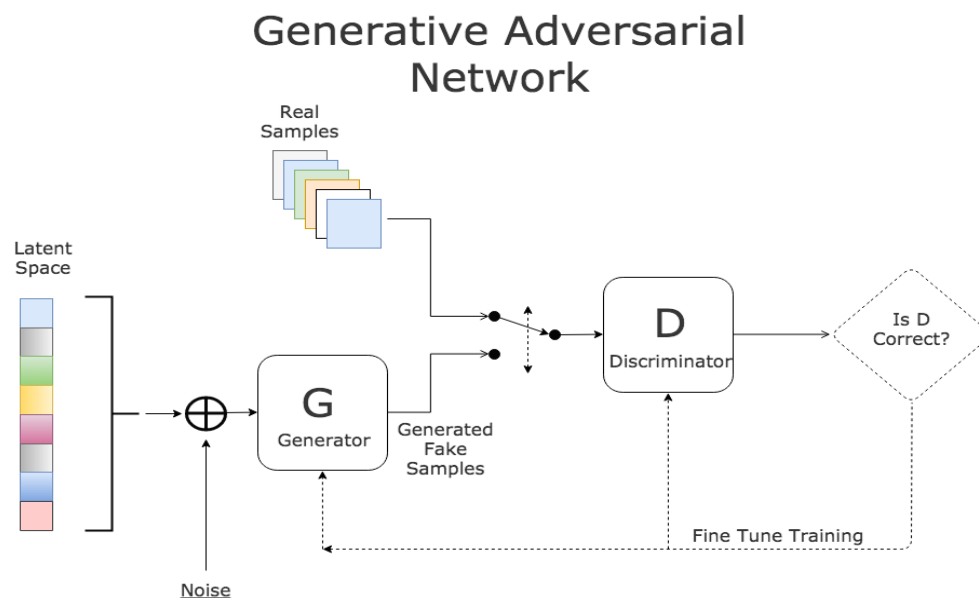 Generative Adversarial
Network
Real
Samples
Latent
Space
D
Discriminator
Is D
Correct?
G
Generator
Generated
Fake
Samples
Fine Tune Training
Noise